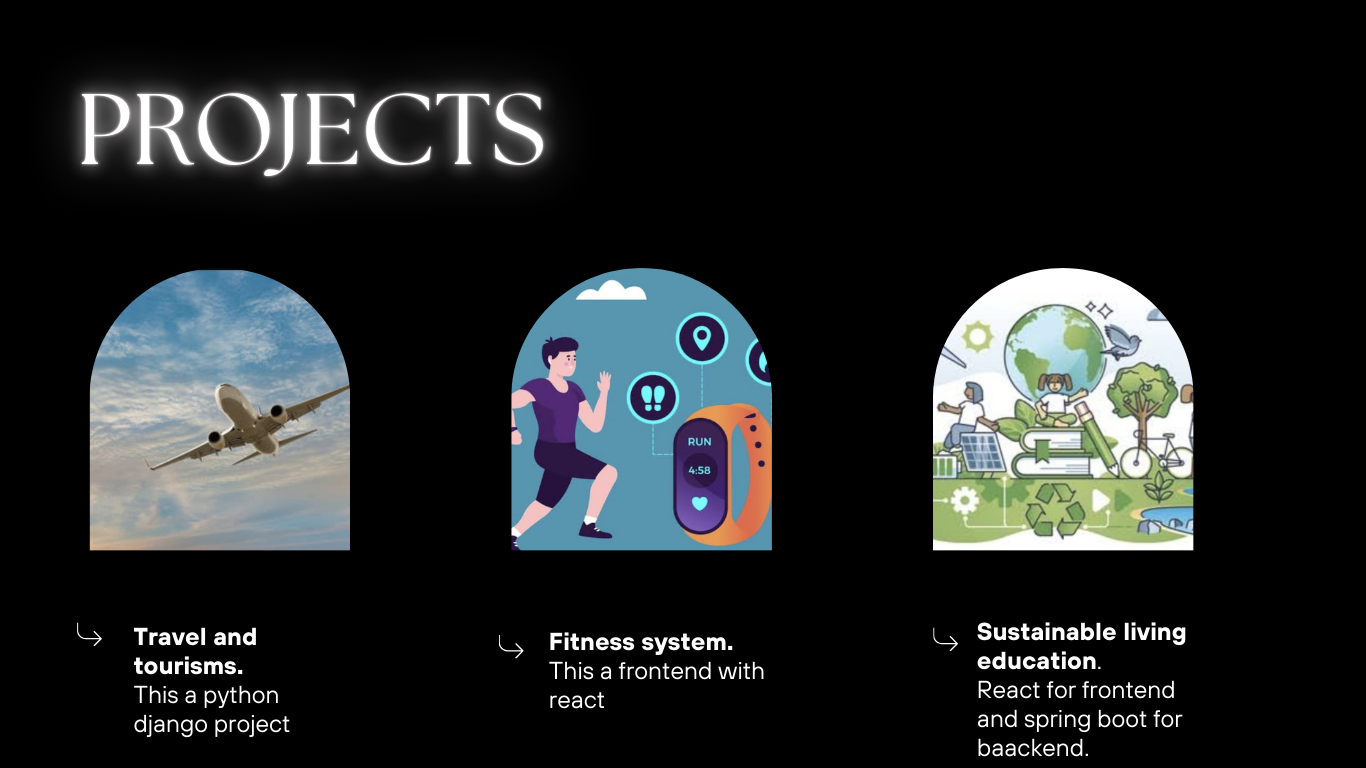 PROJECTS
RUN
4:58
Travel and
tourisms.
This a python
django project
Fitness system.
This a frontend with
react
Sustainable living
education.
React for frontend
and spring boot for
baackend.